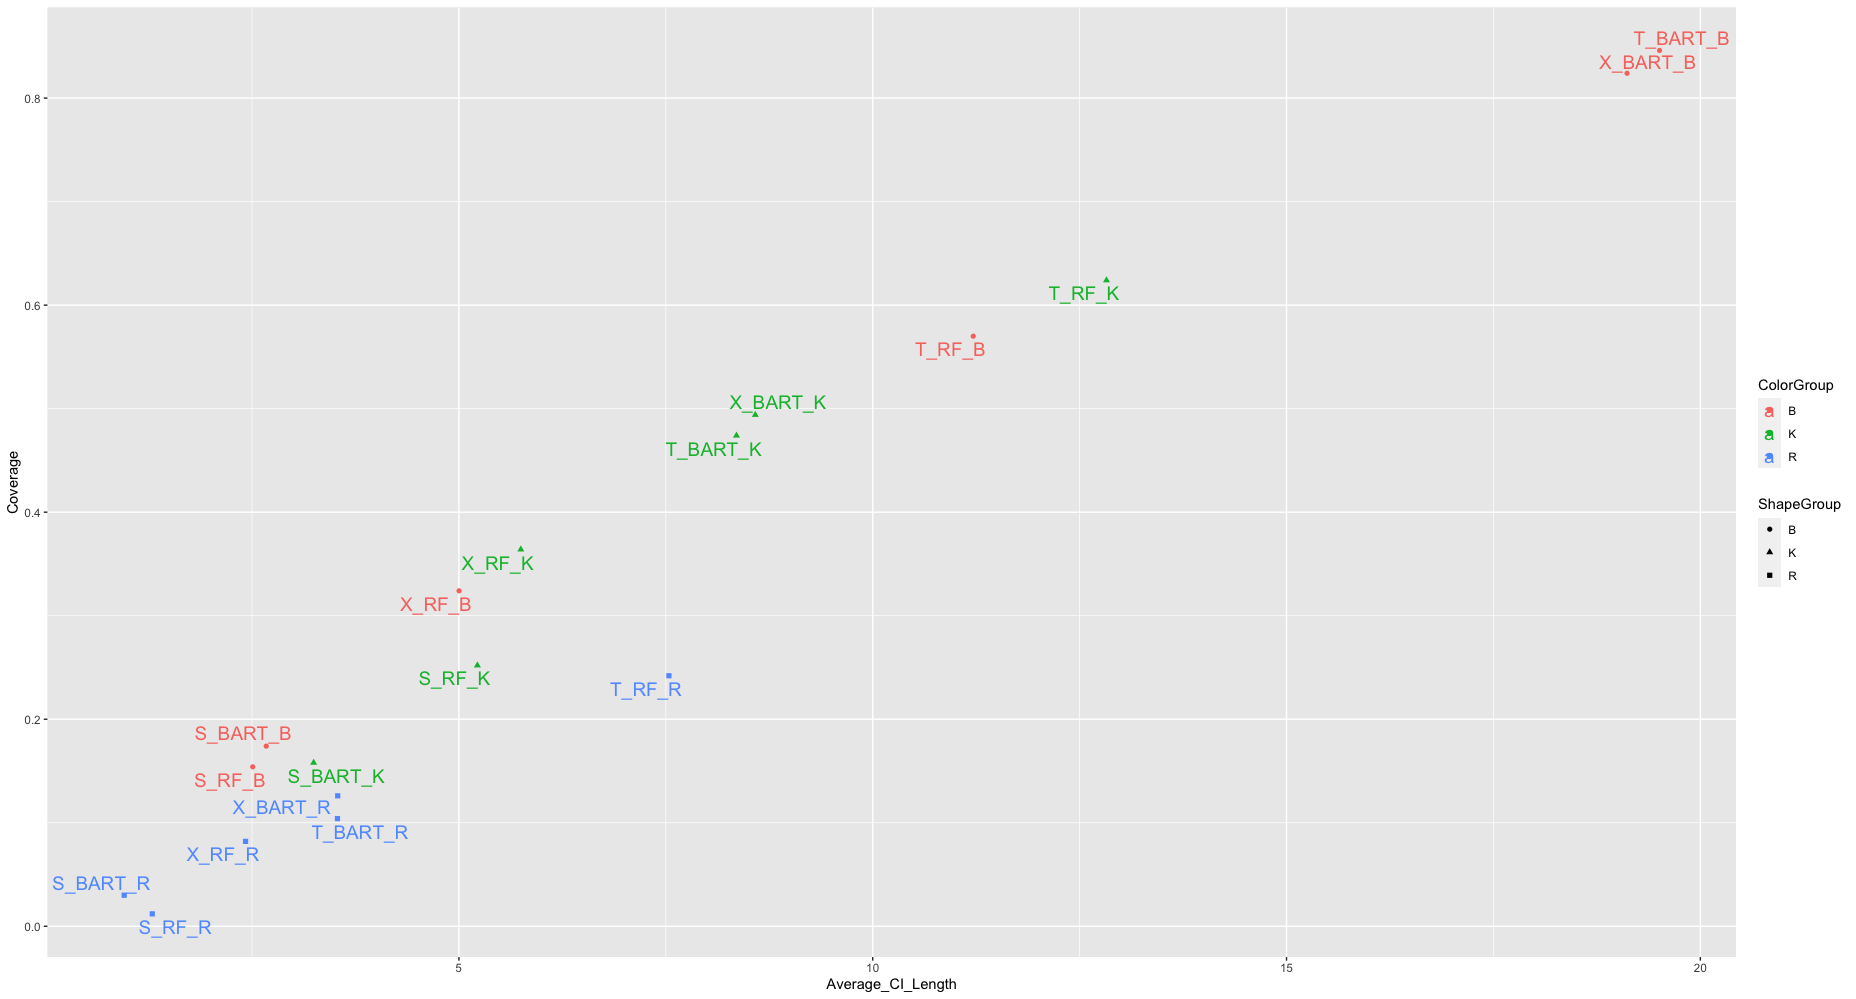 T_BART_B
X_BART_B
0.8
T_RF_K
0.6
T_RF_B
X_BART_K
T_BART_K
0.4
X_RF_K
X_RF_B
S_RF_K
T_RF_R
0.2
S_BART_B
S_RF_B
S_BART_K
X_BART_R
T_BART_R
X_RF_R
S_BART_R
S_RF_R
0.0
Coverage
5
10
15
20
Average_CI_Length
ColorGroup
a B
a K
a R
ShapeGroup
B
K
R